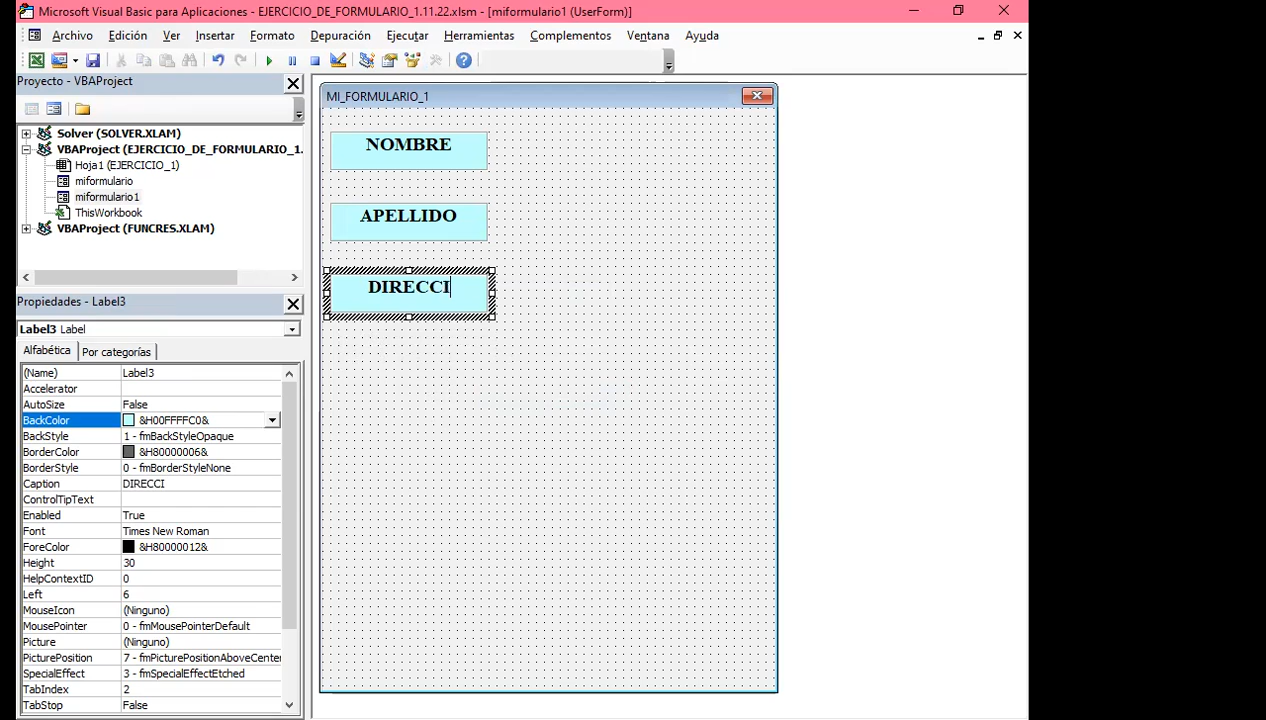 Microsoft Visual Basic para Aplicaciones - EJERCICIO_DE_FORMULARIO_1.11.22.xlsm - [miformulario1 (UserForm)]
Archivo Edición Ver Insertar Formato Depuración Ejecutar Herramientas Complementos Ventana Ayuda
Proyecto - VBAProject
Solver (SOLVER.XLAM)
VBAProject (EJERCICIO_DE_FORMULARIO_1.
Hoja1 (EJERCICIO_1)
miformulario
miformulario1
ThisWorkbook
VBAProject (FUNCRES.XLAM)
Propiedades - Label3
Label3 Label
Alfabética Por categorías
(Name) Label3
Accelerator
AutoSize False
BackColor &H00FFFFC0&
BackStyle 1 - fmBackStyleOpaque
BorderColor &H80000006&
BorderStyle 0 - fmBorderStyleNone
Caption DIRECCI
ControlTipText
Enabled True
Font Times New Roman
ForeColor &H80000012&
Height 30
HelpContextID 0
Left 6
MouseIcon (Ninguno)
MousePointer 0 - fmMousePointerDefault
Picture (Ninguno)
PicturePosition 7 - fmPicturePositionAboveCenter
SpecialEffect 3 - fmSpecialEffectEtched
TabIndex 2
TabStop False
MI_FORMULARIO_1
NOMBRE
APELLIDO
DIRECCI